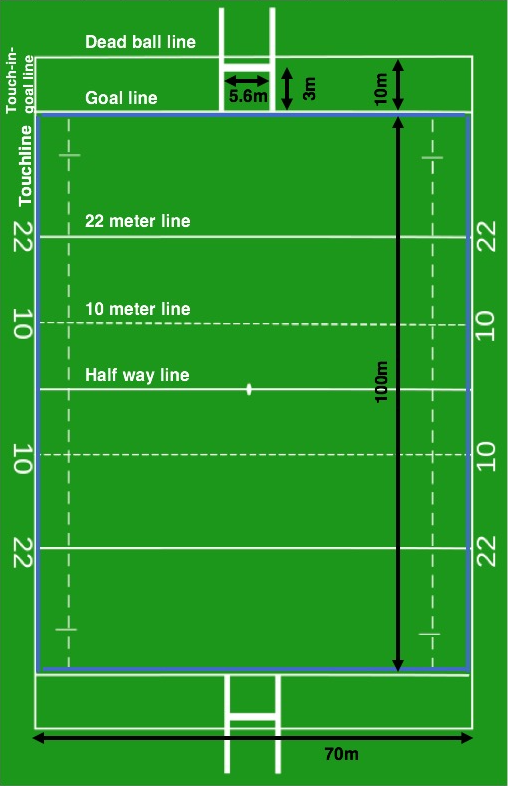 Dead ball line
Touch-in-
goal line
5.6m
3m
10m
Goal line
Touchline
22 meter line
22
22
10 meter line
10
10
Half way line
100m
10
10
22
22
70m